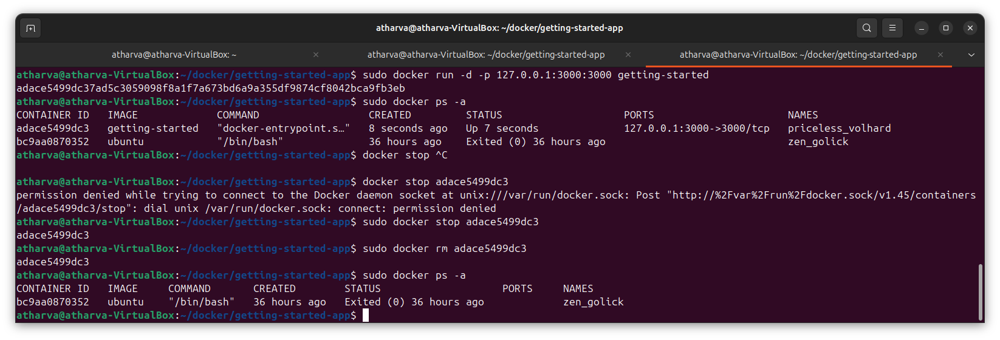 atharva@atharva-VirtualBox: ~/docker/getting-started-app
atharva@atharva-VirtualBox: ~
atharva@atharva-VirtualBox: ~/docker/getting-started-app
atharva@atharva-VirtualBox: ~/docker/getting-started-app
atharva@atharva-VirtualBox:~/docker/getting-started-app$ sudo docker run -d -p 127.0.0.1:3000:3000 getting-started
adace5499dc37ad5c3059098f8a1f7a673bd6a9a355df9874cf8042bca9fb3eb
atharva@atharva-VirtualBox:~/docker/getting-started-app$ sudo docker ps -a
CONTAINER ID   IMAGE             COMMAND                  CREATED         STATUS                    PORTS                      NAMES
adace5499dc3   getting-started   "docker-entrypoint.s…"   8 seconds ago   Up 7 seconds              127.0.0.1:3000->3000/tcp   priceless_volhard
bc9aa0870352   ubuntu            "/bin/bash"              36 hours ago    Exited (0) 36 hours ago                              zen_golick
atharva@atharva-VirtualBox:~/docker/getting-started-app$ docker stop ^C
atharva@atharva-VirtualBox:~/docker/getting-started-app$ docker stop adace5499dc3
permission denied while trying to connect to the Docker daemon socket at unix:///var/run/docker.sock: Post "http://%2Fvar%2Frun%2Fdocker.sock/v1.45/containers
/adace5499dc3/stop": dial unix /var/run/docker.sock: connect: permission denied
atharva@atharva-VirtualBox:~/docker/getting-started-app$ sudo docker stop adace5499dc3
adace5499dc3
atharva@atharva-VirtualBox:~/docker/getting-started-app$ sudo docker rm adace5499dc3
adace5499dc3
atharva@atharva-VirtualBox:~/docker/getting-started-app$ sudo docker ps -a
CONTAINER ID   IMAGE     COMMAND       CREATED        STATUS                    PORTS     NAMES
bc9aa0870352   ubuntu    "/bin/bash"   36 hours ago   Exited (0) 36 hours ago             zen_golick
atharva@atharva-VirtualBox:~/docker/getting-started-app$